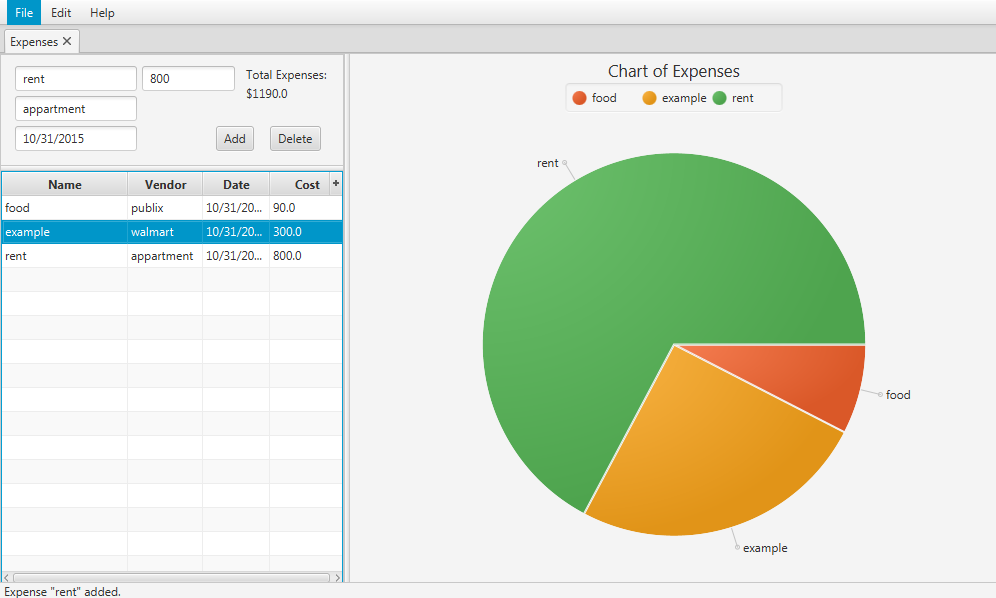 File Edit Help
Expenses
rent 800 Total Expenses:
$1190.0
appartment
10/31/2015 Add Delete
Name Vendor Date Cost +
food publix 10/31/20... 90.0
example walmart 10/31/20... 300.0
rent appartment 10/31/20... 800.0
Chart of Expenses
food example rent
rent
food
example
Expense "rent" added.